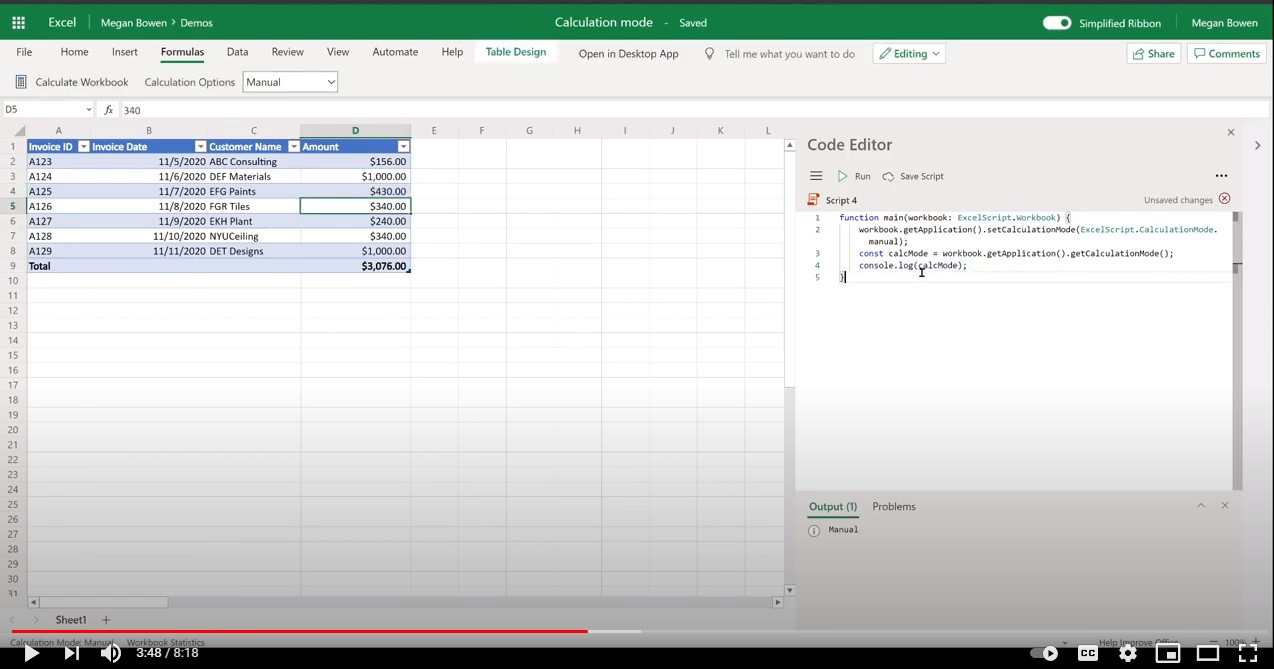 Excel Megan Bowen > Demos Calculation mode - Saved Simplified Ribbon Megan Bowen
File Home Insert Formulas Data Review View Automate Help Table Design Open in Desktop App Tell me what you want to do Editing Share Comments
Calculate Workbook Calculation Options Manual
D5 fx 340
A B C D E F G H I J K L
1 Invoice ID Invoice Date Customer Name Amount
2 A123 11/5/2020 ABC Consulting $156.00
3 A124 11/6/2020 DEF Materials $1,000.00
4 A125 11/7/2020 EFG Paints $430.00
5 A126 11/8/2020 FGR Tiles $340.00
6 A127 11/9/2020 EKH Plant $240.00
7 A128 11/10/2020 NYUCeiling $340.00
8 A129 11/11/2020 DET Designs $1,000.00
9 Total $3,076.00
10
11
12
13
14
15
16
17
18
19
20
21
22
23
24
25
26
27
28
29
30
31
Sheet1 +
Calculation Mode: Manual Workbook Statistics
Code Editor
Run Save Script ...
Script 4 Unsaved changes
1 function main(workbook: ExcelScript.Workbook) {
2 workbook.getApplication().setCalculationMode(ExcelScript.CalculationMode.
manual);
3 const calcMode = workbook.getApplication().getCalculationMode();
4 console.log(calcMode);
5 }
Output (1) Problems
Manual
Help Improve Office - 100% +
3:48 / 8:18 CC